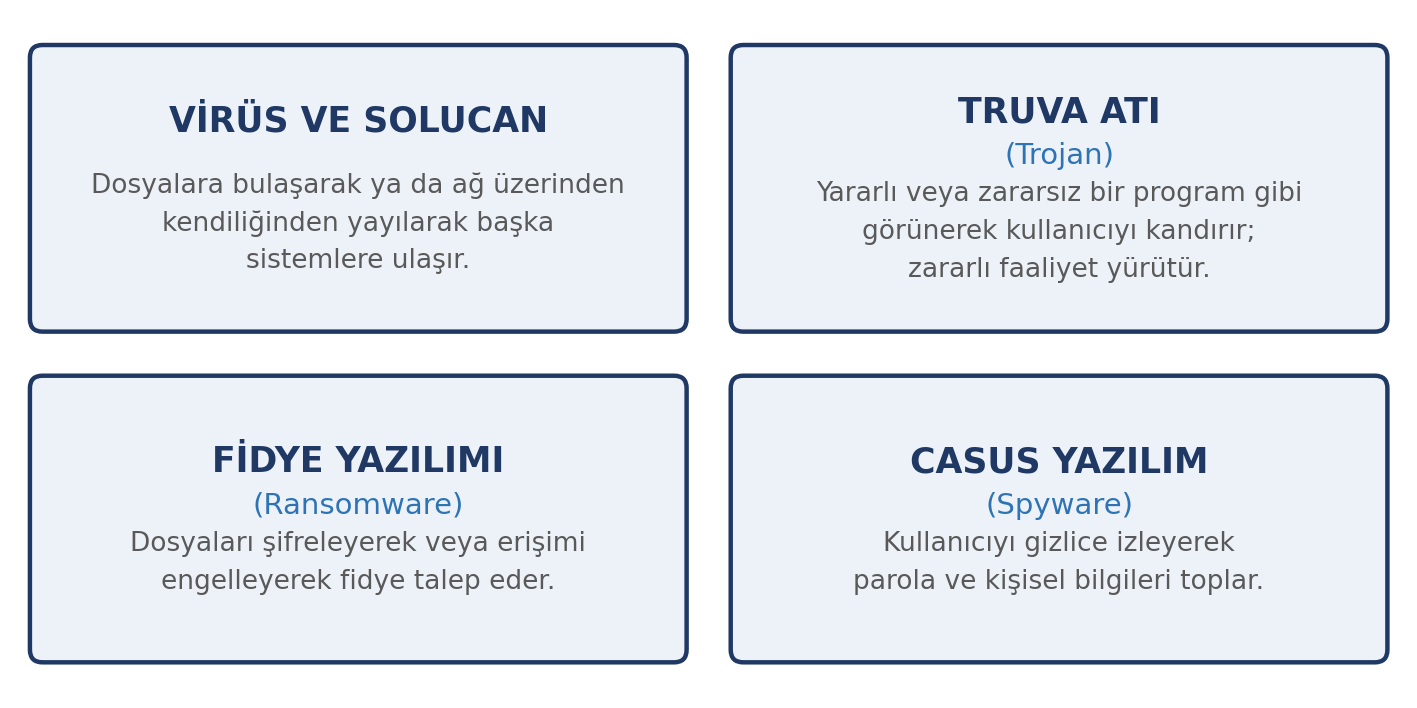 VİRÜS VE SOLUCAN
Dosyalara bulaşarak ya da ağ üzerinden
kendiliğinden yayılarak başka
sistemlere ulaşır.
TRUVA ATI
(Trojan)
Yararlı veya zararsız bir program gibi
görünerek kullanıcıyı kandırır;
zararlı faaliyet yürütür.
FİDYE YAZILIMI
(Ransomware)
Dosyaları şifreleyerek veya erişimi
engelleyerek fidye talep eder.
CASUS YAZILIM
(Spyware)
Kullanıcıyı gizlice izleyerek
parola ve kişisel bilgileri toplar.